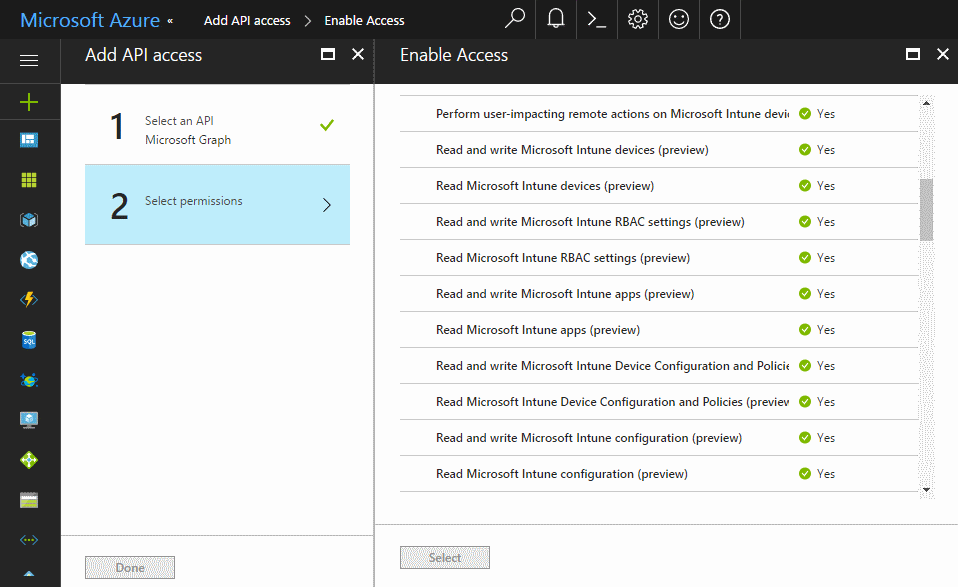 Microsoft Azure « Add API access > Enable Access
Add API access
1
Select an API
Microsoft Graph
2
Select permissions
Done
Enable Access
Perform user-impacting remote actions on Microsoft Intune devi Yes
Read and write Microsoft Intune devices (preview) Yes
Read Microsoft Intune devices (preview) Yes
Read and write Microsoft Intune RBAC settings (preview) Yes
Read Microsoft Intune RBAC settings (preview) Yes
Read and write Microsoft Intune apps (preview) Yes
Read Microsoft Intune apps (preview) Yes
Read and write Microsoft Intune Device Configuration and Policie Yes
Read Microsoft Intune Device Configuration and Policies (preview Yes
Read and write Microsoft Intune configuration (preview) Yes
Read Microsoft Intune configuration (preview) Yes
Select